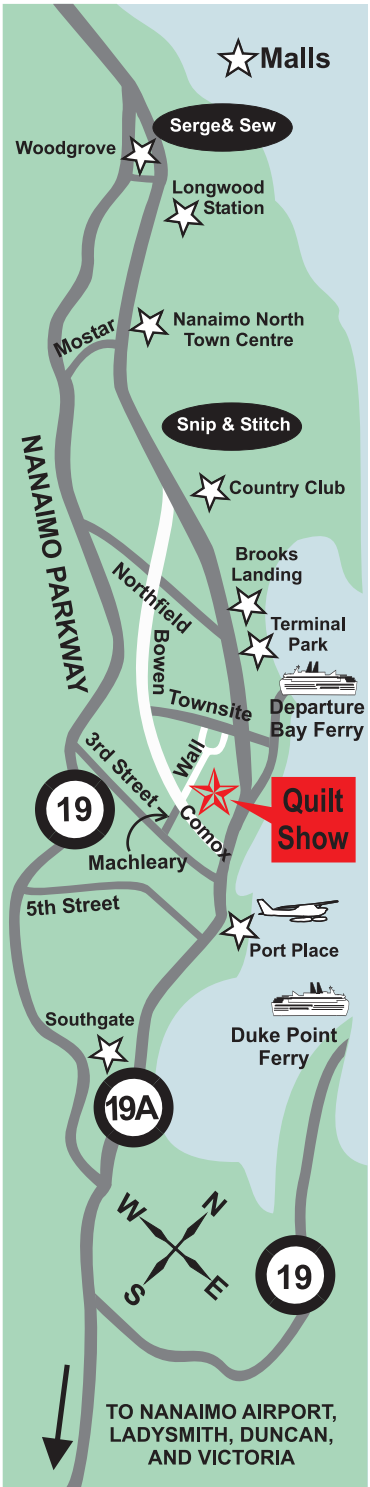 Malls
Serge& Sew
Woodgrove
Longwood
Station
Mostar
Nanaimo North
Town Centre
Snip & Stitch
NANAIMO PARKWAY
Country Club
Brooks
Landing
Northfield
Terminal
Park
Bowen
Departure
Bay Ferry
Townsite
Wall
3rd Street
Quilt
Show
19
Comox
Machleary
5th Street
Port Place
Southgate
Duke Point
Ferry
19A
N
W
E
S
19
TO NANAIMO AIRPORT,
LADYSMITH, DUNCAN,
AND VICTORIA